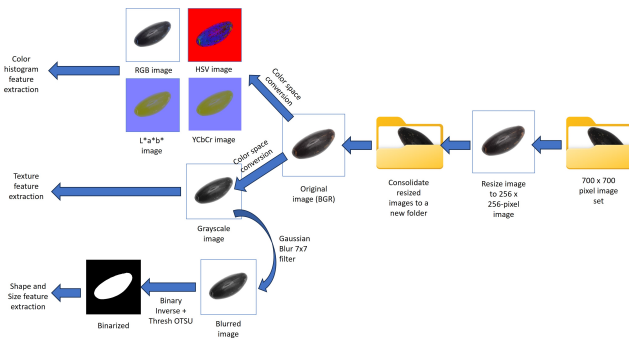 Color
histogram
feature
extraction
RGB image
HSV image
L*a*b*
image
YCbCr image
Color space
conversion
Color space
conversion
Original
image (BGR)
Consolidate
resized
images to a
new folder
Resize image
to 256 x
256-pixel
image
700 x 700
pixel image
set
Texture
feature
extraction
Grayscale
image
Gaussian
Blur 7x7
filter
Shape and
Size feature
extraction
Binarized
Binary
Inverse +
Thresh OTSU
Blurred
image